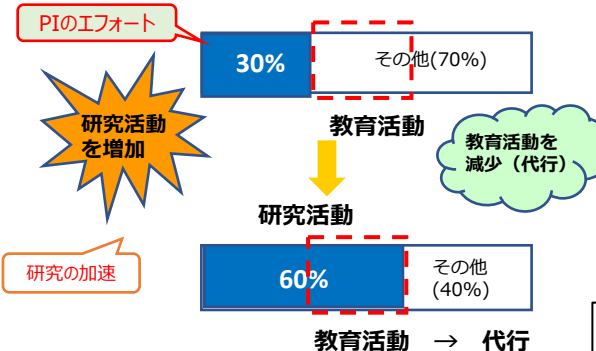 PIのエフォート
30%
その他(70%)
研究活動
を増加
教育活動
教育活動を
減少（代行）
研究活動
研究の加速
60%
その他
(40%)
教育活動　→　代行